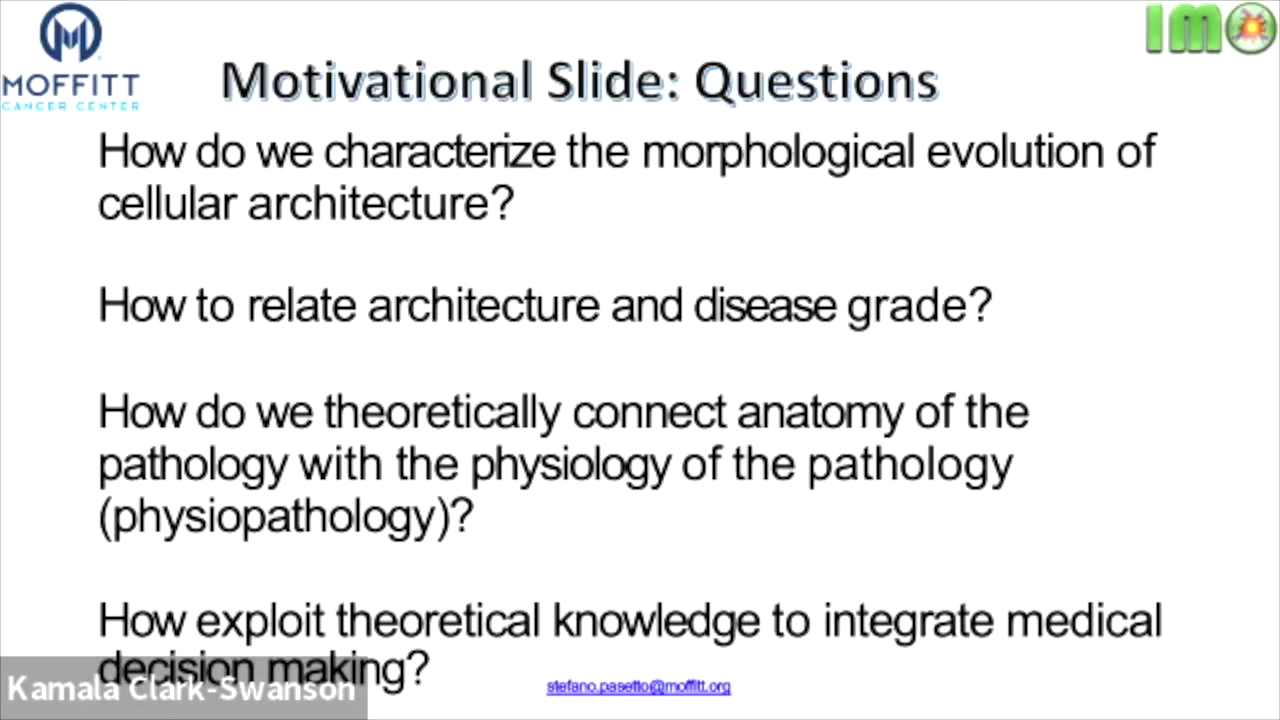 MOFFITT
CANCER CENTER
IMO
Motivational Slide: Questions
How do we characterize the morphological evolution of
cellular architecture?
How to relate architecture and disease grade?
How do we theoretically connect anatomy of the
pathology with the physiology of the pathology
(physiopathology)?
How exploit theoretical knowledge to integrate medical
decision making?
Kamala Clark-Swanson
stefano.pasetto@moffitt.org